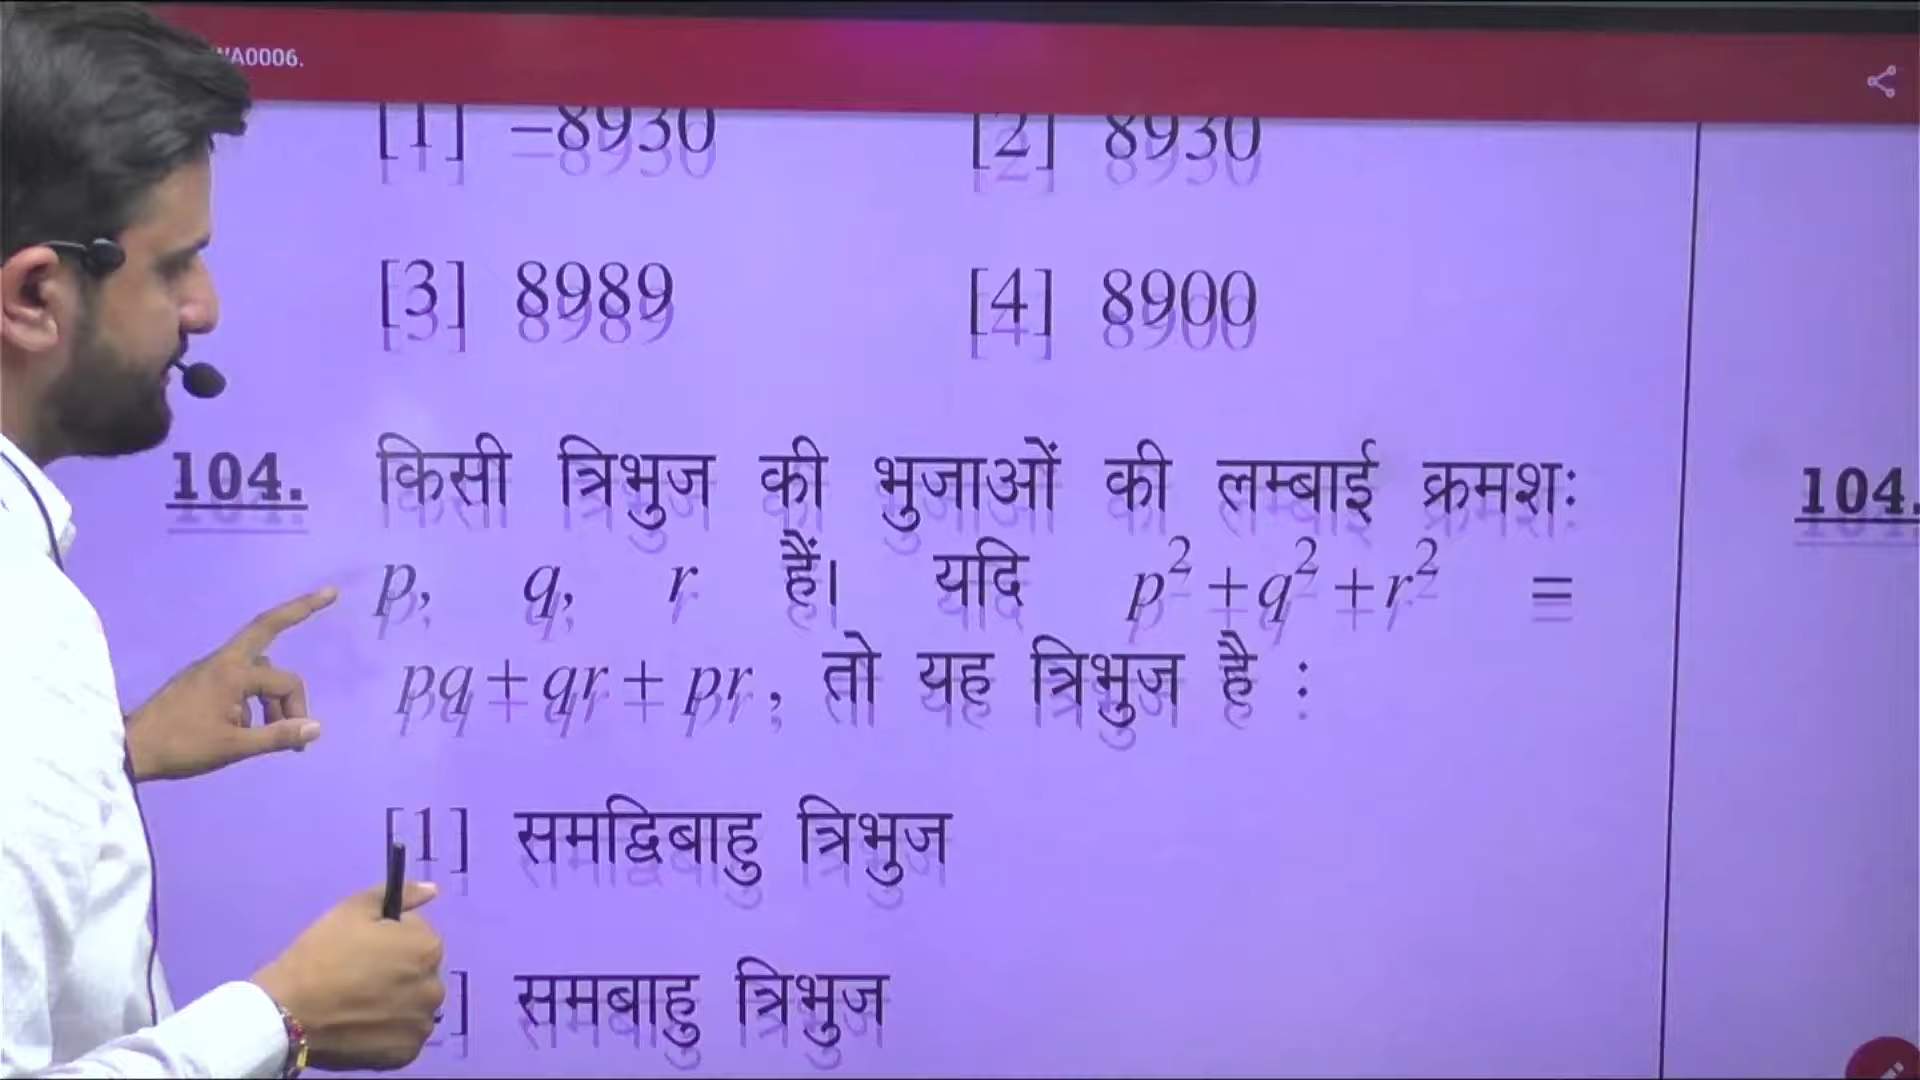 WA0006.
[1] –8930 [2] 8930
[3] 8989 [4] 8900
104. किसी त्रिभुज की भुजाओं की लम्बाई क्रमशः
104.
p, q, r हैं। यदि p²+q²+r² =
pq+qr+pr, तो यह त्रिभुज है :
[1] समद्विबाहु त्रिभुज
] समबाहु त्रिभुज